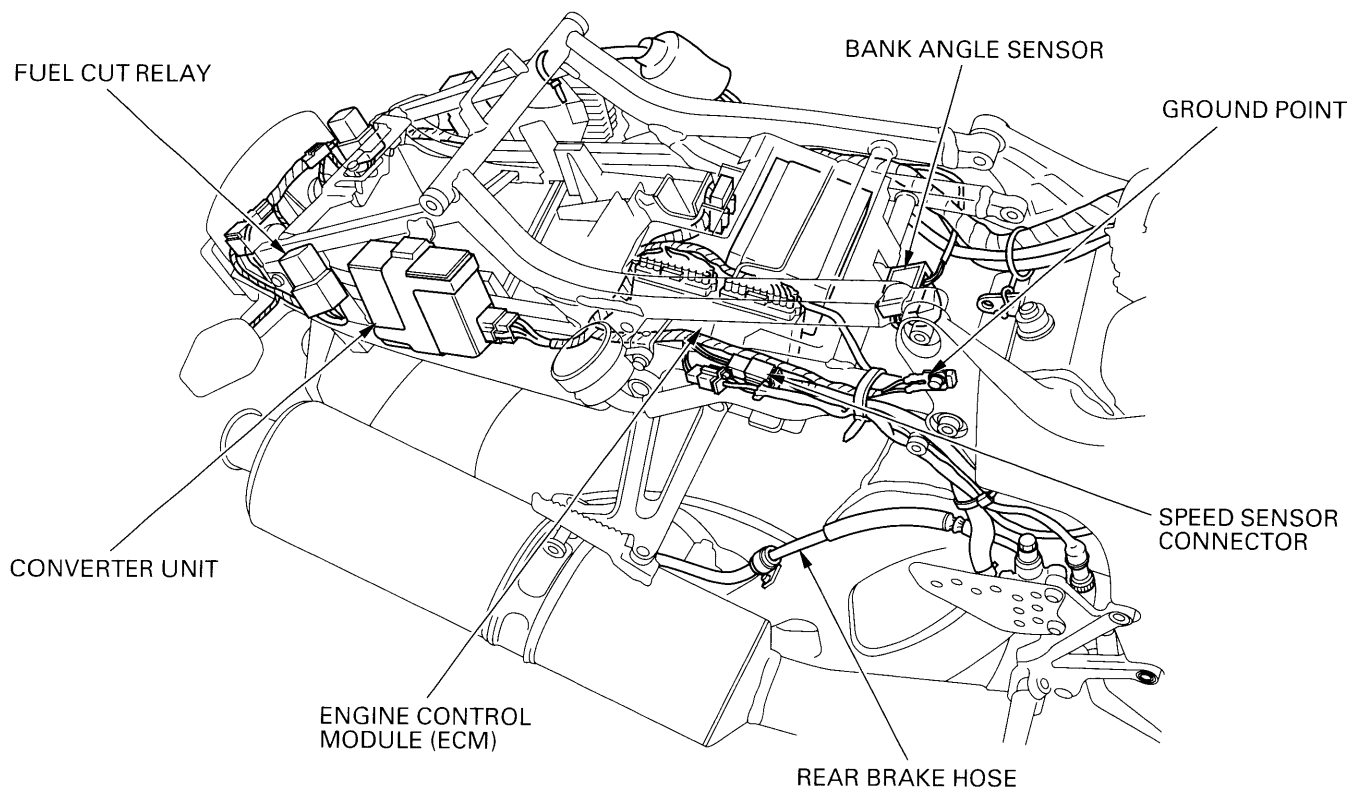 BANK ANGLE SENSOR
FUEL CUT RELAY
GROUND POINT
SPEED SENSOR
CONNECTOR
CONVERTER UNIT
ENGINE CONTROL
MODULE (ECM)
REAR BRAKE HOSE